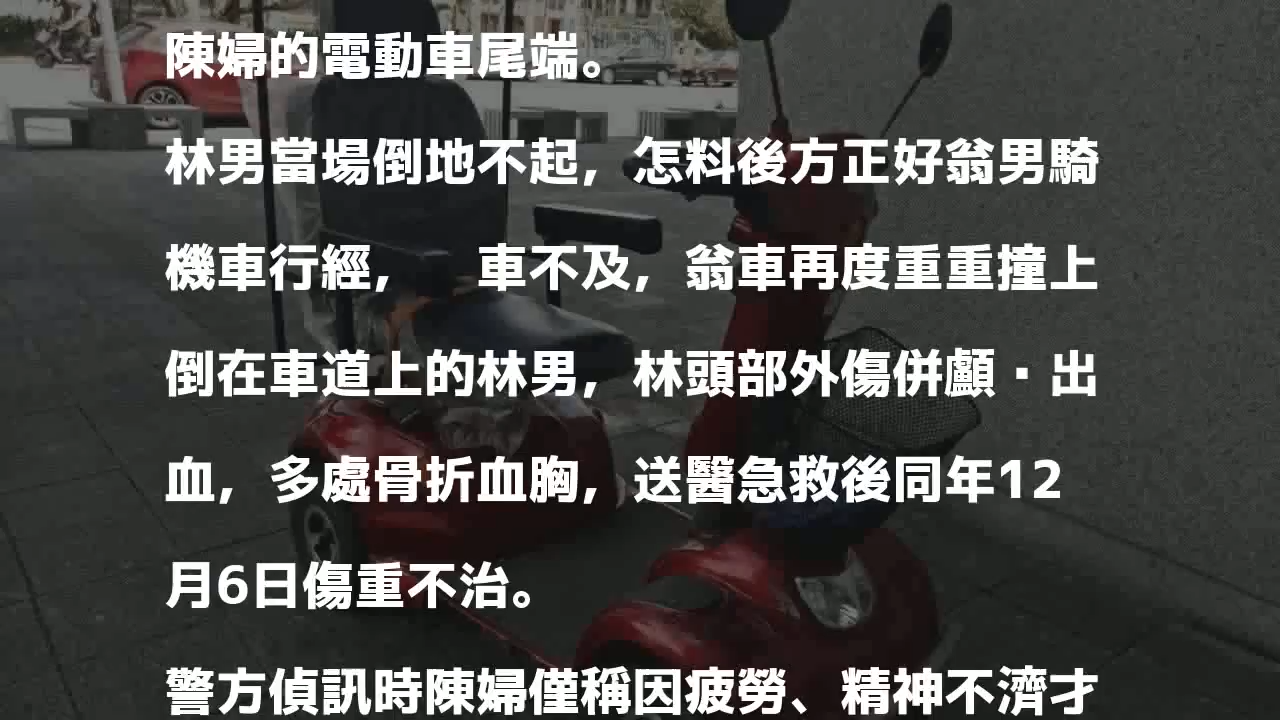 陳婦的電動車尾端。
林男當場倒地不起，怎料後方正好翁男騎
機車行經，　車不及，翁車再度重重撞上
倒在車道上的林男，林頭部外傷併顱▪出
血，多處骨折血胸，送醫急救後同年12
月6日傷重不治。
警方偵訊時陳婦僅稱因疲勞、精神不濟才